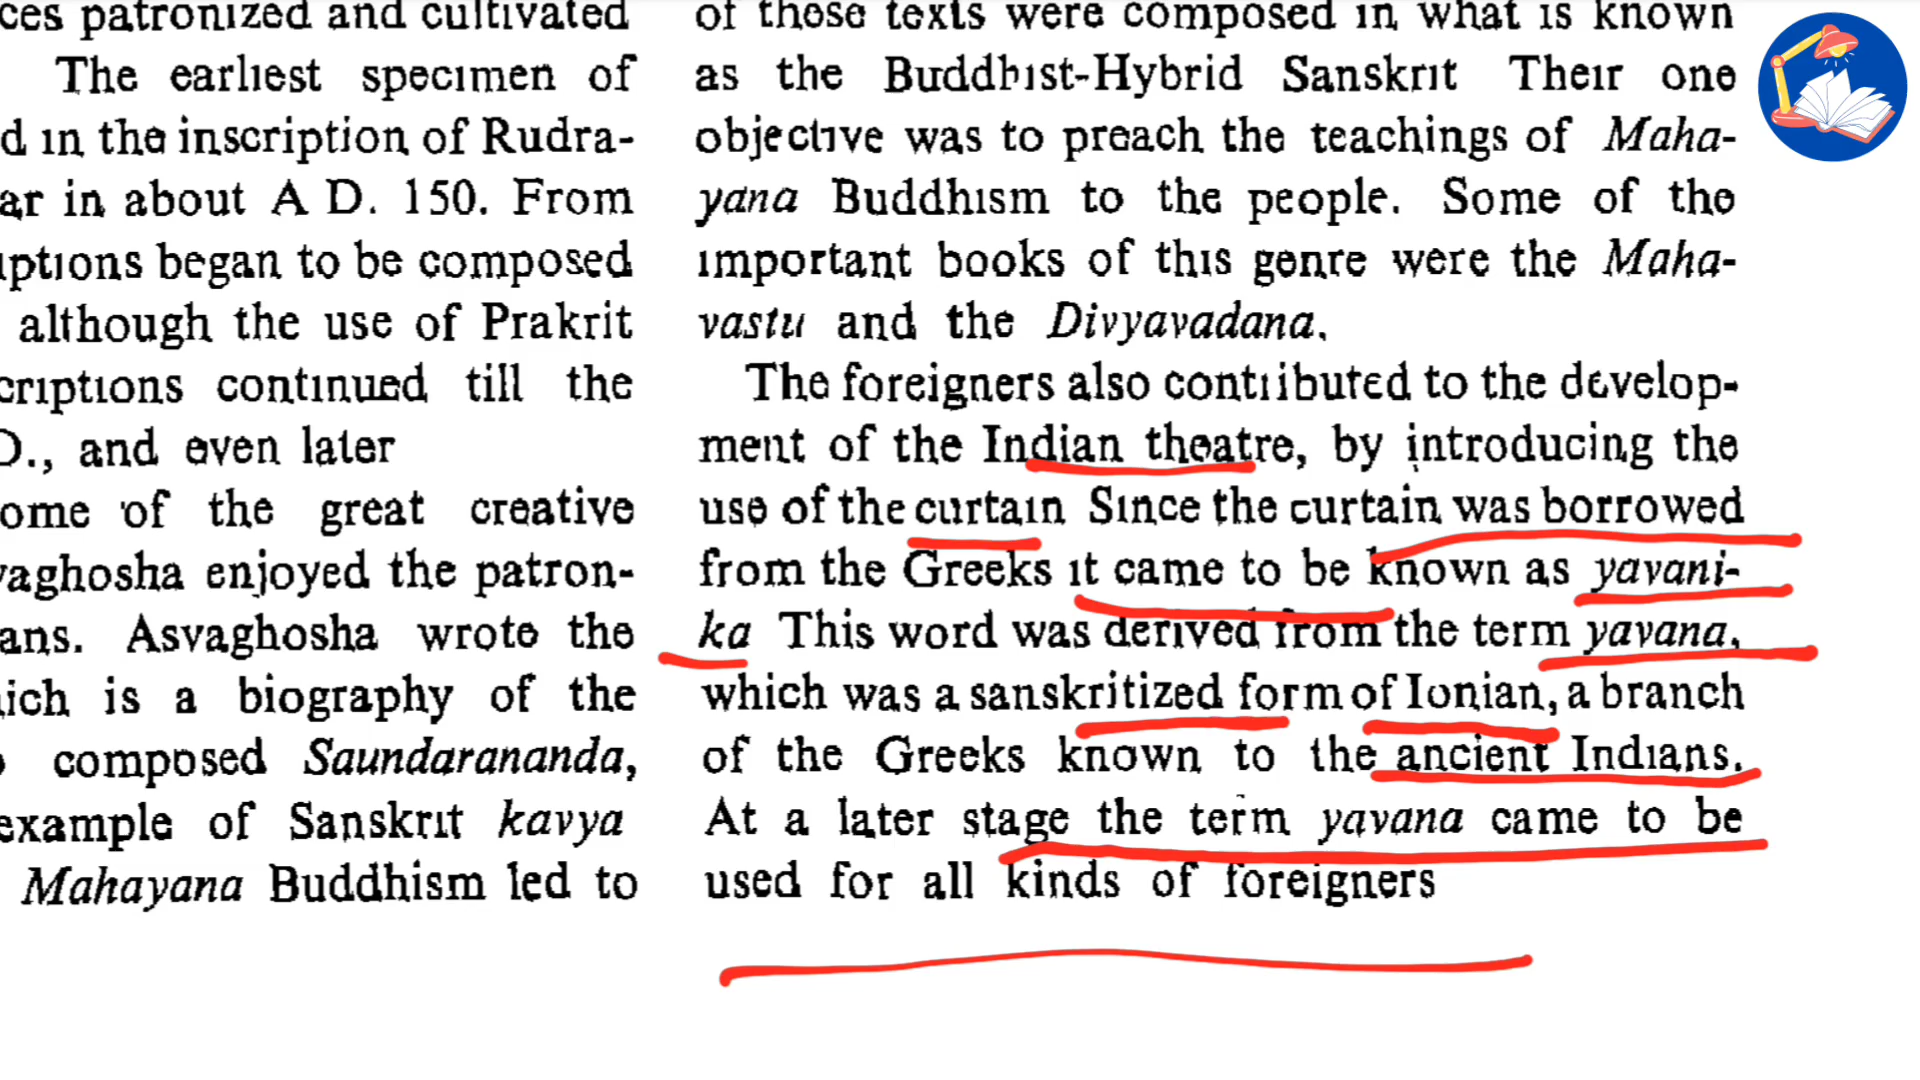 ces patronized and cultivated
The earliest specimen of
d in the inscription of Rudra-
ar in about A D. 150. From
iptions began to be composed
although the use of Prakrit
criptions continued till the
D., and even later
ome of the great creative
vaghosha enjoyed the patron-
ans. Asvaghosha wrote the
hich is a biography of the
composed Saundarananda,
example of Sanskrit kavya
Mahayana Buddhism led to
of these texts were composed in what is known
as the Buddhist-Hybrid Sanskrit Their one
objective was to preach the teachings of Maha-
yana Buddhism to the people. Some of the
important books of this genre were the Maha-
vastu and the Divyavadana.
The foreigners also contributed to the develop-
ment of the Indian theatre, by introducing the
use of the curtain Since the curtain was borrowed
from the Greeks it came to be known as yavani-
ka This word was derived from the term yavana,
which was a sanskritized form of Ionian, a branch
of the Greeks known to the ancient Indians.
At a later stage the term yavana came to be
used for all kinds of foreigners